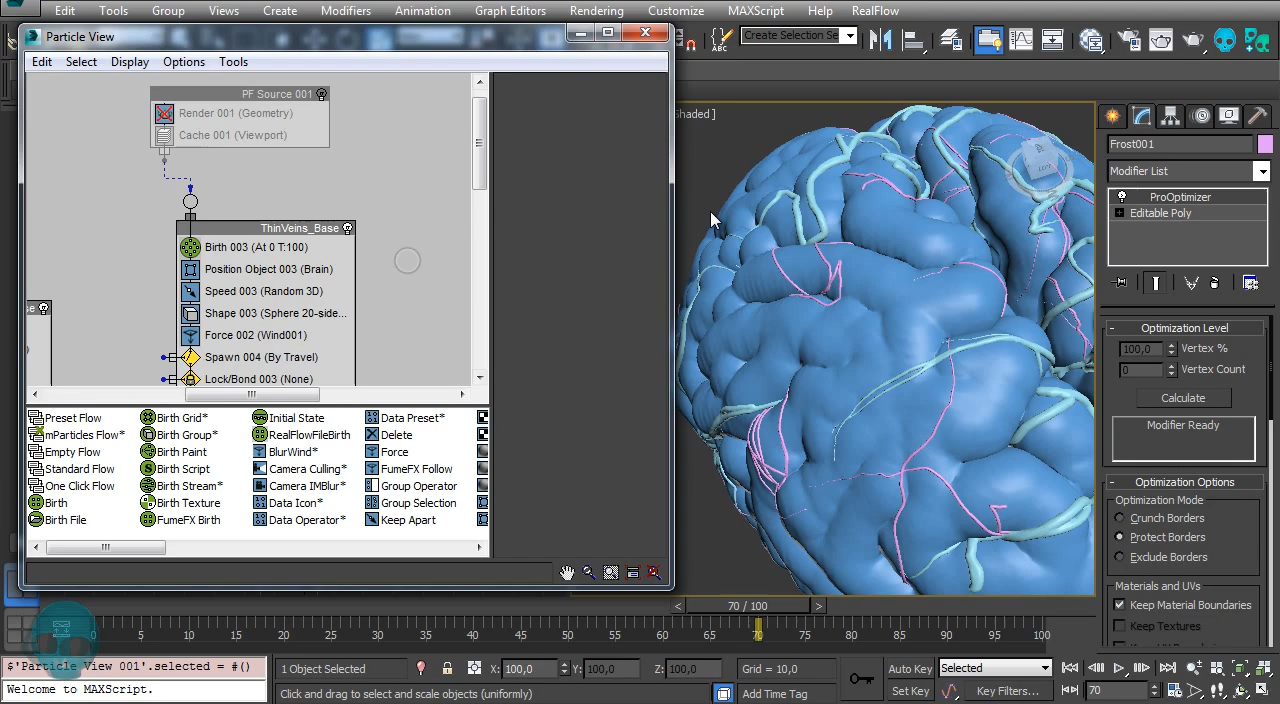 Edit Tools Group Views Create Modifiers Animation Graph Editors Rendering Customize MAXScript Help RealFlow
Particle View
Create Selection Se
ABC
Edit Select Display Options Tools
PF Source 001
Render 001 (Geometry)
Cache 001 (Viewport)
ThinVeins_Base
Birth 003 (At 0 T:100)
Position Object 003 (Brain)
Speed 003 (Random 3D)
Shape 003 (Sphere 20-side...
Force 002 (Wind001)
Spawn 004 (By Travel)
Lock/Bond 003 (None)
Preset Flow Birth Grid* Initial State Data Preset*
mParticles Flow* Birth Group* RealFlowFileBirth Delete
Empty Flow Birth Paint BlurWind* Force
Standard Flow Birth Script Camera Culling* FumeFX Follow
One Click Flow Birth Stream* Camera IMBlur* Group Operator
Birth Birth Texture Data Icon* Group Selection
Birth File FumeFX Birth Data Operator* Keep Apart
haded ]
Frost001
Modifier List
ProOptimizer
Editable Poly
- Optimization Level
100,0 Vertex %
0 Vertex Count
Calculate
Modifier Ready
- Optimization Options
Optimization Mode
Crunch Borders
Protect Borders
Exclude Borders
Materials and UVs
Keep Material Boundaries
Keep Textures
< 70 / 100 >
0 5 10 15 20 25 30 35 40 45 50 55 60 65 70 75 80 85 90 95 100
$'Particle View 001'.selected = #()
Welcome to MAXScript.
1 Object Selected X: 100,0 Y: 100,0 Z: 100,0 Grid = 10,0 Auto Key Selected
Click and drag to select and scale objects (uniformly) Add Time Tag Set Key Key Filters... 70